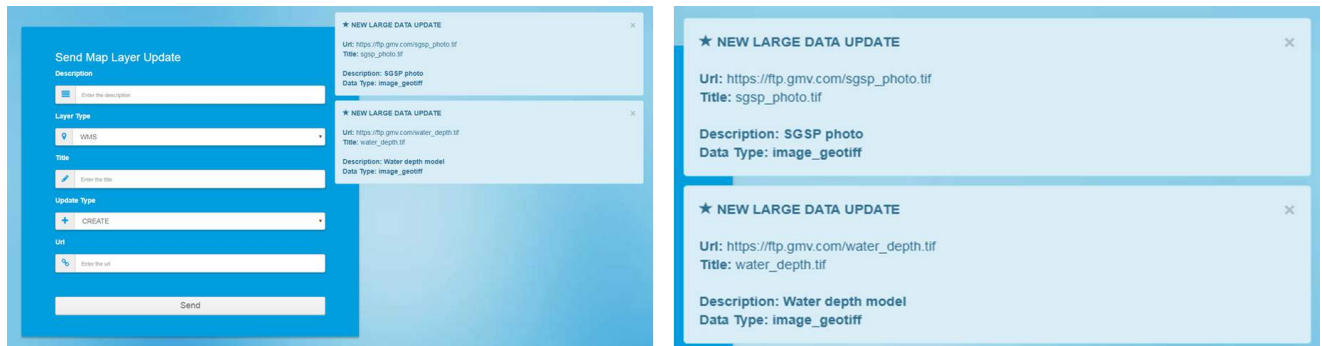 Send Map Layer Update
Description
Enter the description
Layer Type
WMS
Title
Enter the title
Update Type
CREATE
Url
Enter the url
Send
★ NEW LARGE DATA UPDATE ×
Url: https://ftp.gmv.com/sgsp_photo.tif
Title: sgsp_photo.tif
Description: SGSP photo
Data Type: image_geotiff
★ NEW LARGE DATA UPDATE ×
Url: https://ftp.gmv.com/water_depth.tif
Title: water_depth.tif
Description: Water depth model
Data Type: image_geotiff
★ NEW LARGE DATA UPDATE ×
Url: https://ftp.gmv.com/sgsp_photo.tif
Title: sgsp_photo.tif
Description: SGSP photo
Data Type: image_geotiff
★ NEW LARGE DATA UPDATE ×
Url: https://ftp.gmv.com/water_depth.tif
Title: water_depth.tif
Description: Water depth model
Data Type: image_geotiff